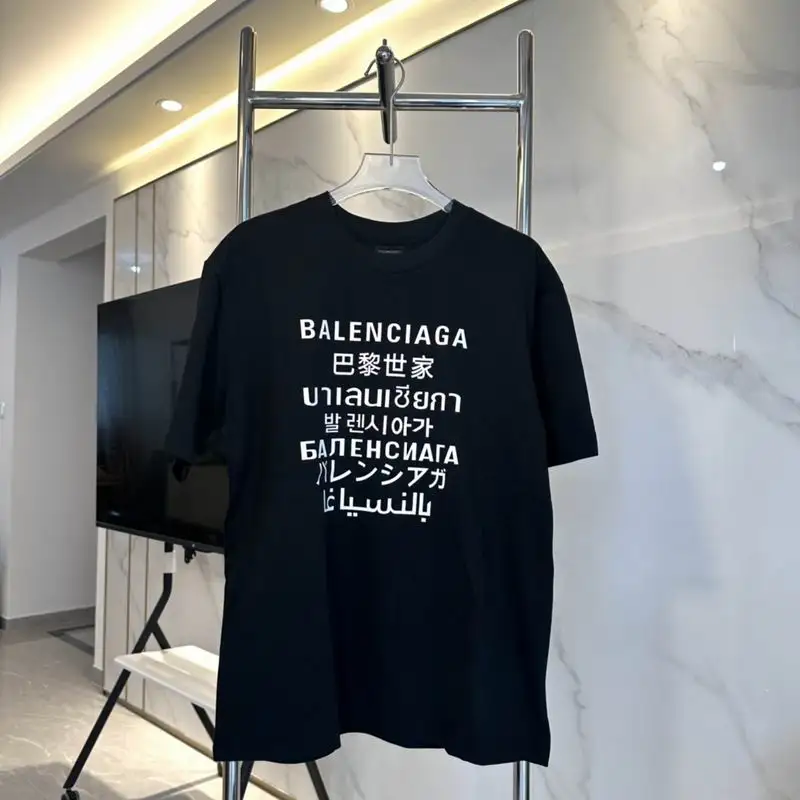 BALENCIAGA
巴黎世家
บาเลนเชียกา
발렌시아가
БАЛЕНСИАГА
バレンシアガ
بالنسياغا